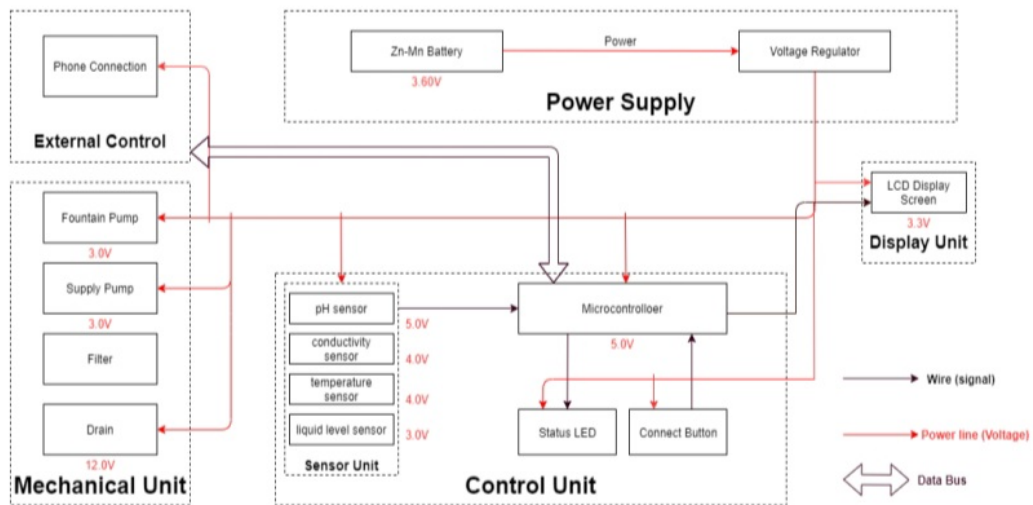 Phone Connection
External Control
Zn-Mn Battery
3.60V
Power
Voltage Regulator
Power Supply
LCD Display
Screen
3.3V
Display Unit
Fountain Pump
3.0V
Supply Pump
3.0V
Filter
Drain
12.0V
Mechanical Unit
pH sensor
5.0V
conductivity
sensor
4.0V
temperature
sensor
4.0V
liquid level sensor
3.0V
Sensor Unit
Microcontrolloer
5.0V
Status LED
Connect Button
Control Unit
Wire (signal)
Power line (Voltage)
Data Bus